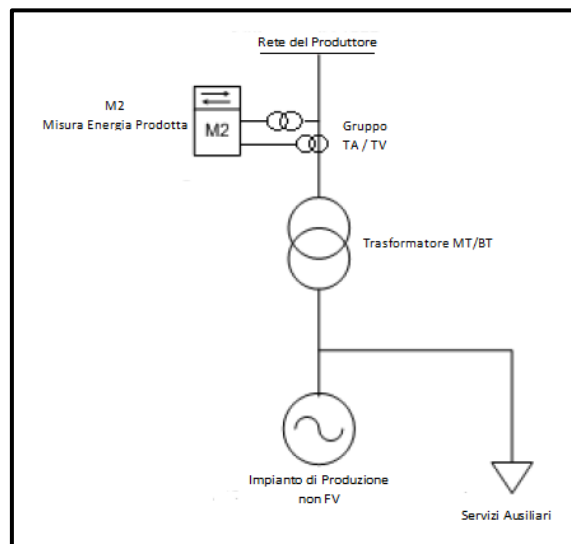 Rete del Produttore
M2
Misura Energia Prodotta
M2
Gruppo
TA / TV
Trasformatore MT/BT
Impianto di Produzione
non FV
Servizi Ausiliari